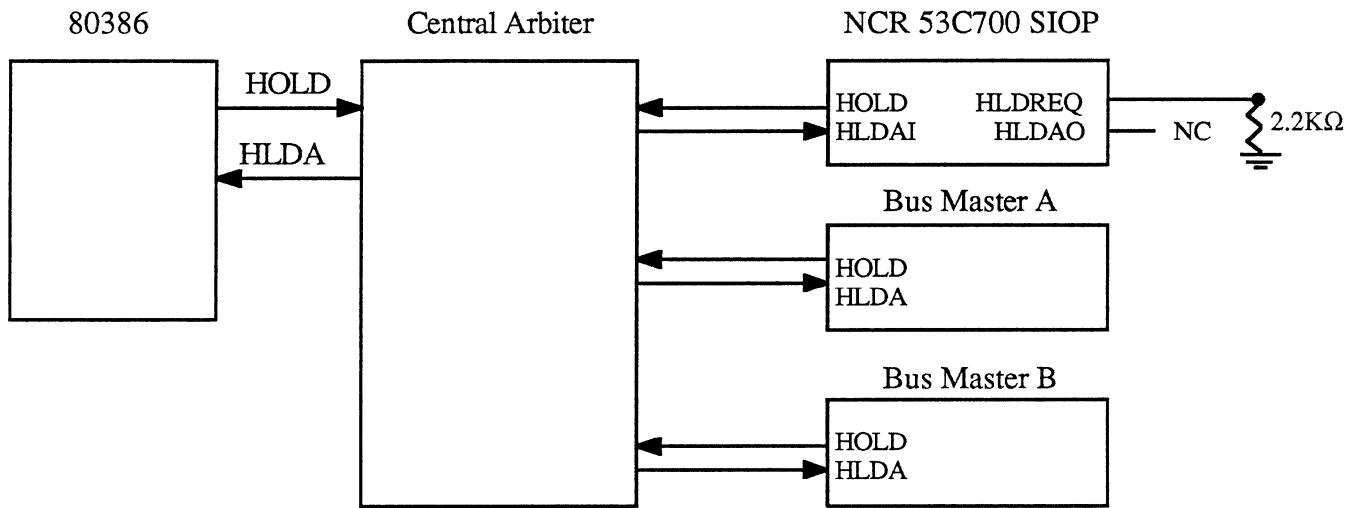 80386
Central Arbiter
NCR 53C700 SIOP
HOLD
HLDA
HOLD HLDREQ
HLDAI HLDAO
NC
2.2KΩ
Bus Master A
HOLD
HLDA
Bus Master B
HOLD
HLDA